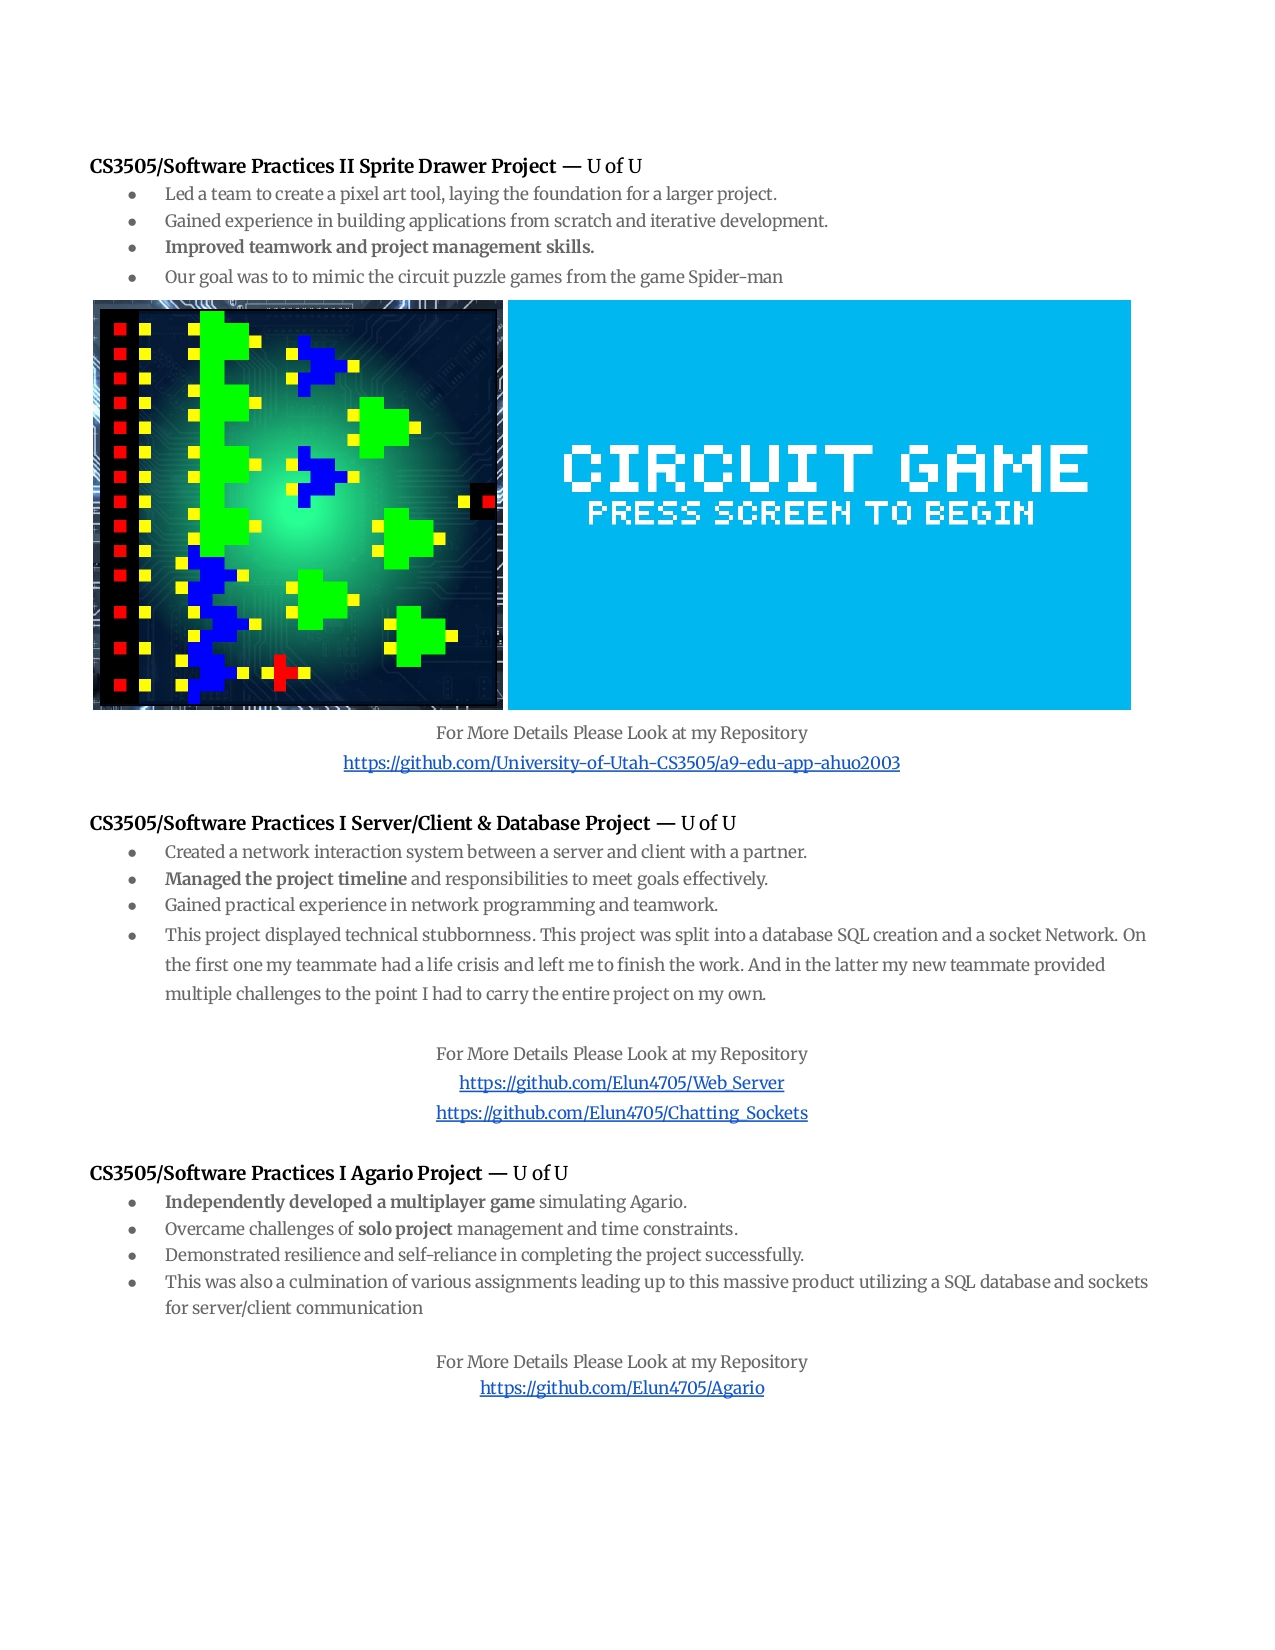 CS3505/Software Practices II Sprite Drawer Project — U of U
● Led a team to create a pixel art tool, laying the foundation for a larger project.
● Gained experience in building applications from scratch and iterative development.
● Improved teamwork and project management skills.
● Our goal was to to mimic the circuit puzzle games from the game Spider-man
CIRCUIT GAME
PRESS SCREEN TO BEGIN
For More Details Please Look at my Repository
https://github.com/University-of-Utah-CS3505/a9-edu-app-ahuo2003
CS3505/Software Practices I Server/Client & Database Project — U of U
● Created a network interaction system between a server and client with a partner.
● Managed the project timeline and responsibilities to meet goals effectively.
● Gained practical experience in network programming and teamwork.
● This project displayed technical stubbornness. This project was split into a database SQL creation and a socket Network. On
the first one my teammate had a life crisis and left me to finish the work. And in the latter my new teammate provided
multiple challenges to the point I had to carry the entire project on my own.
For More Details Please Look at my Repository
https://github.com/Elun4705/Web_Server
https://github.com/Elun4705/Chatting_Sockets
CS3505/Software Practices I Agario Project — U of U
● Independently developed a multiplayer game simulating Agario.
● Overcame challenges of solo project management and time constraints.
● Demonstrated resilience and self-reliance in completing the project successfully.
● This was also a culmination of various assignments leading up to this massive product utilizing a SQL database and sockets
for server/client communication
For More Details Please Look at my Repository
https://github.com/Elun4705/Agario